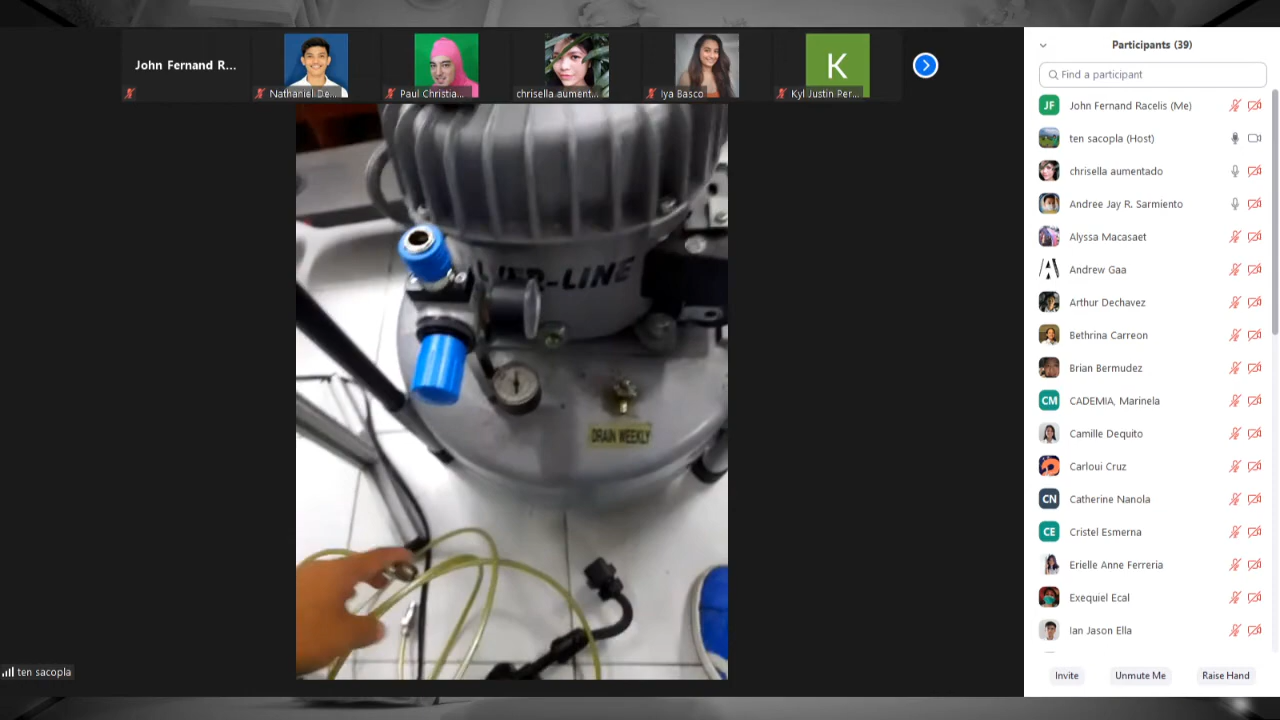 John Fernand R...
Nathaniel De...
Paul Christia...
chrisella aument...
Iya Basco
K
Kyl Justin Per...
Participants (39)
Find a participant
JF
John Fernand Racelis (Me)
ten sacopla (Host)
chrisella aumentado
Andree Jay R. Sarmiento
Alyssa Macasaet
Andrew Gaa
Arthur Dechavez
Bethrina Carreon
Brian Bermudez
CM
CADEMIA, Marinela
Camille Dequito
Carloui Cruz
CN
Catherine Nanola
CE
Cristel Esmerna
Erielle Anne Ferreria
Exequiel Ecal
Ian Jason Ella
Invite
Unmute Me
Raise Hand
R-LINE
DRAIN WEEKLY
ten sacopla